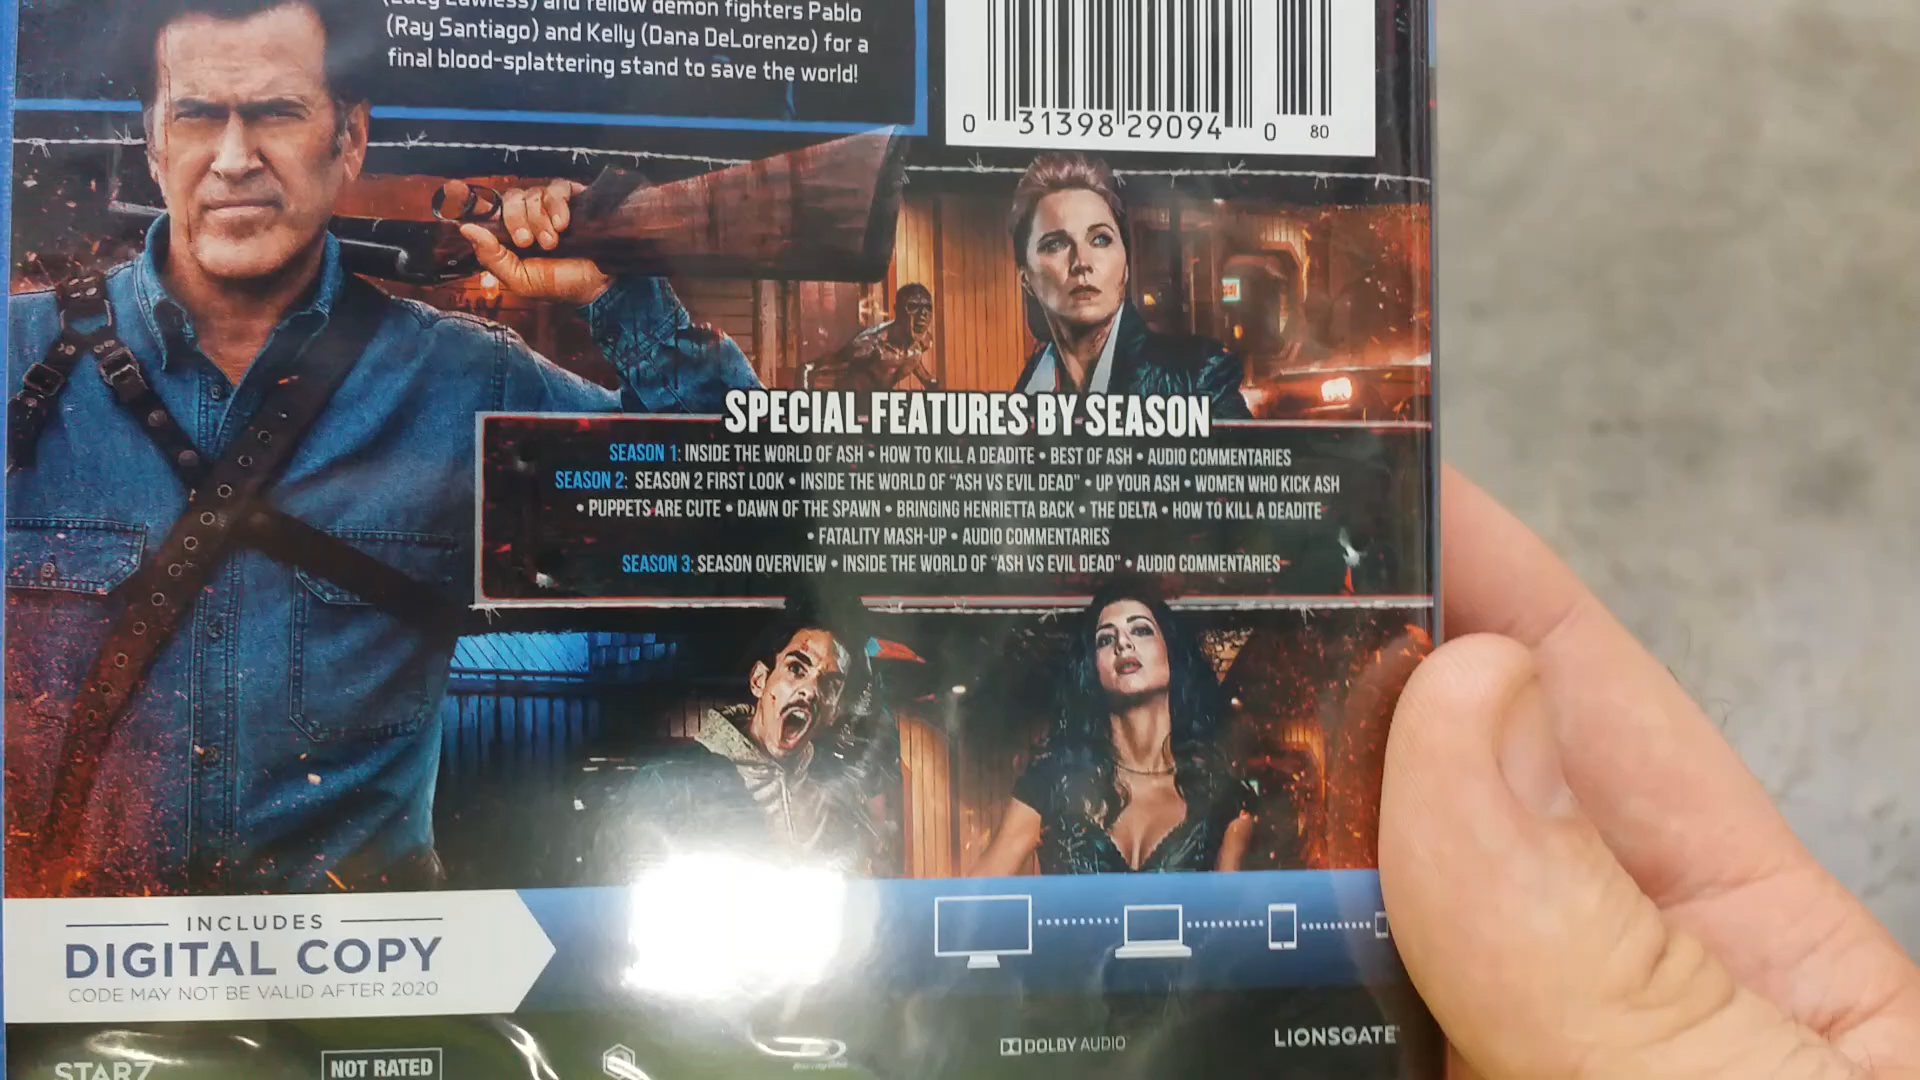 (Lucy Lawless) and fellow demon fighters Pablo
(Ray Santiago) and Kelly (Dana DeLorenzo) for a
final blood-splattering stand to save the world!
0 31398 29094 0 80
SPECIAL FEATURES BY SEASON
SEASON 1: INSIDE THE WORLD OF ASH • HOW TO KILL A DEADITE • BEST OF ASH • AUDIO COMMENTARIES
SEASON 2: SEASON 2 FIRST LOOK • INSIDE THE WORLD OF "ASH VS EVIL DEAD" • UP YOUR ASH • WOMEN WHO KICK ASH
• PUPPETS ARE CUTE • DAWN OF THE SPAWN • BRINGING HENRIETTA BACK • THE DELTA • HOW TO KILL A DEADITE
• FATALITY MASH-UP • AUDIO COMMENTARIES
SEASON 3: SEASON OVERVIEW • INSIDE THE WORLD OF "ASH VS EVIL DEAD" • AUDIO COMMENTARIES
INCLUDES
DIGITAL COPY
CODE MAY NOT BE VALID AFTER 2020
STARZ
NOT RATED
DOLBY AUDIO
LIONSGATE